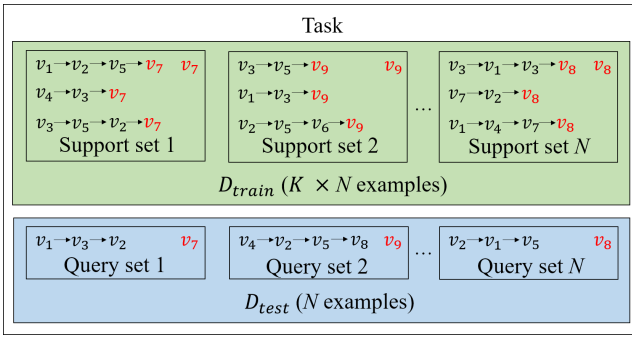 Task
v1→v2→v5→v7 v7
v4→v3→v7
v3→v5→v2→v7
Support set 1
v3→v5→v9 v9
v1→v3→v9
v2→v5→v6→v9
Support set 2
...
v3→v1→v3→v8 v8
v7→v2→v8
v1→v4→v7→v8
Support set N
D_train (K × N examples)
v1→v3→v2 v7
Query set 1
v4→v2→v5→v8 v9
Query set 2
...
v2→v1→v5 v8
Query set N
D_test (N examples)